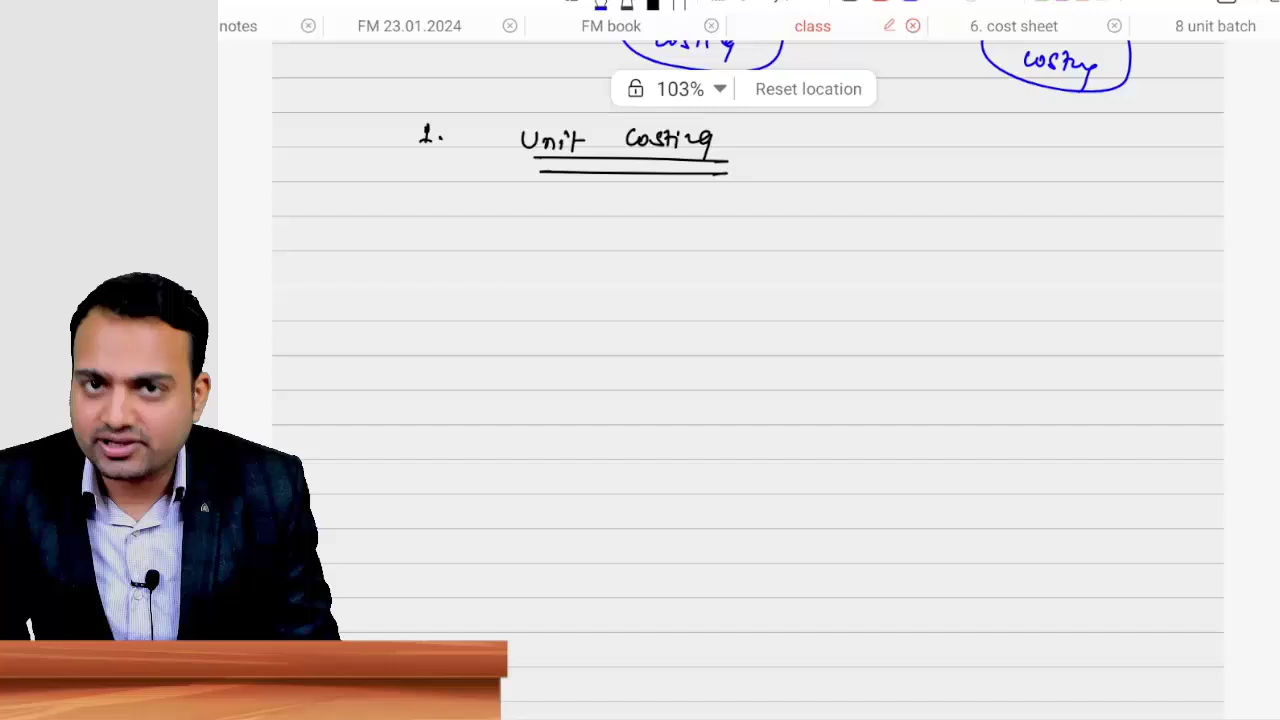 notes
FM 23.01.2024
FM book
class
6. cost sheet
8 unit batch
costing
costing
103%
Reset location
1. Unit Costing